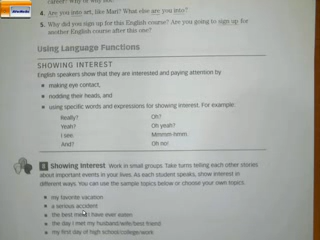 4. Are you into art, like Mari? What else are you into?
5. Why did you sign up for this English course? Are you going to sign up for
another English course after this one?
Using Language Functions
SHOWING INTEREST
English speakers show that they are interested and paying attention by
• making eye contact,
• nodding their heads, and
• using specific words and expressions for showing interest. For example:
Really? Oh?
Yeah? Oh yeah?
I see. Mmmm-hmm.
And? Oh no!
Showing Interest Work in small groups. Take turns telling each other stories
about important events in your lives. As each student speaks, show interest in
different ways. You can use the sample topics below or choose your own topics.
• my favorite vacation
• a serious accident
• the best meal I have ever eaten
• the day I met my husband/wife/best friend
• my first day of high school/college/work